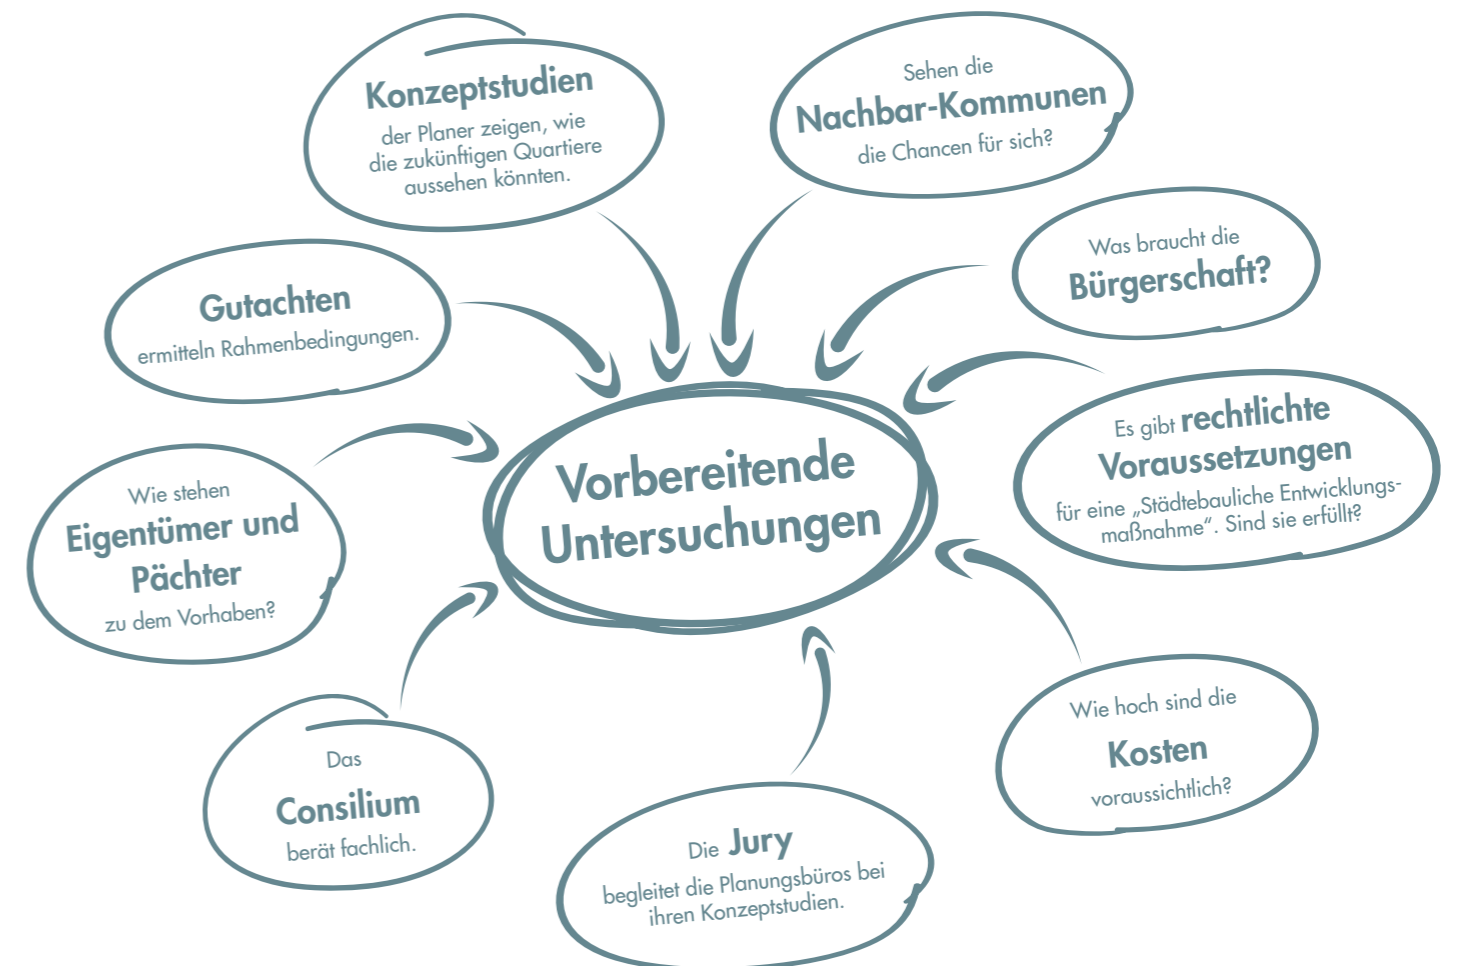 Konzeptstudien
der Planer zeigen, wie
die zukünftigen Quartiere
aussehen könnten.
Sehen die
Nachbar-Kommunen
die Chancen für sich?
Was braucht die
Bürgerschaft?
Gutachten
ermitteln Rahmenbedingungen.
Es gibt rechtlichte
Voraussetzungen
für eine „Städtebauliche Entwicklungs-
maßnahme“. Sind sie erfüllt?
Vorbereitende
Untersuchungen
Wie stehen
Eigentümer und
Pächter
zu dem Vorhaben?
Wie hoch sind die
Kosten
voraussichtlich?
Das
Consilium
berät fachlich.
Die Jury
begleitet die Planungsbüros bei
ihren Konzeptstudien.